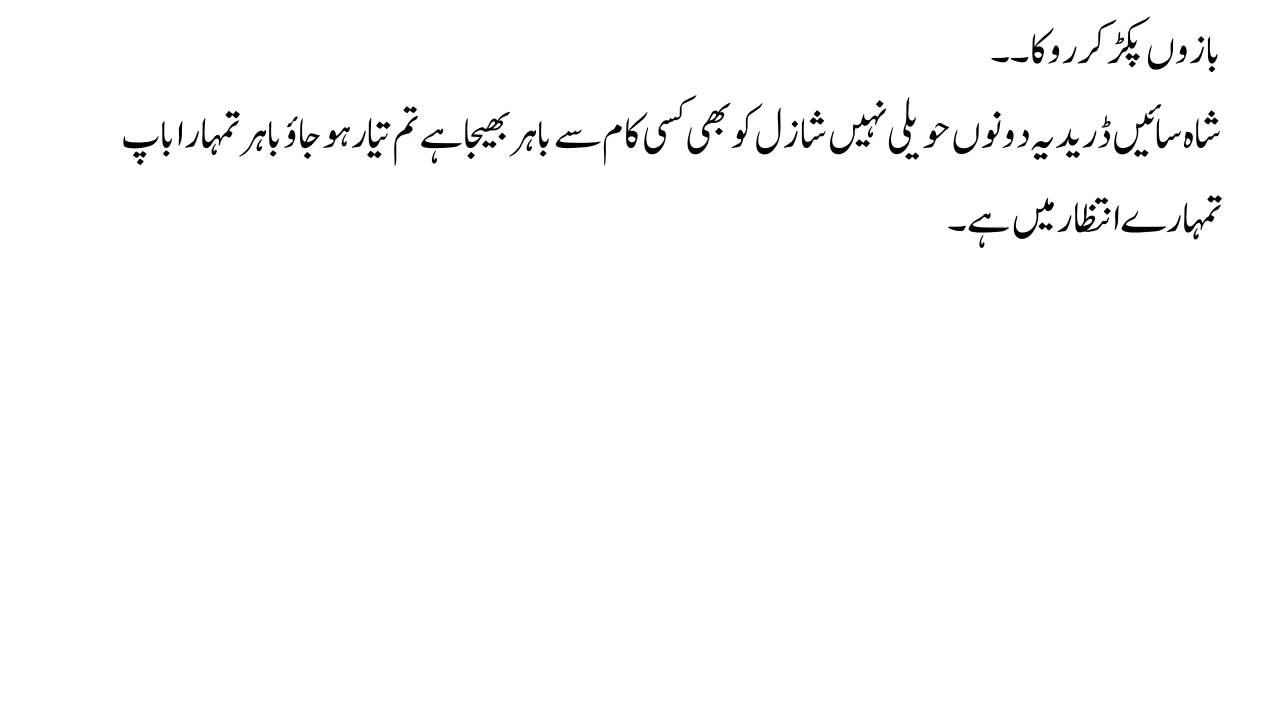 بازوں پکڑ کر روکا۔۔
شاہ سائیں ڈرید یہ دونوں حویلی نہیں شازل کو بھی کسی کام سے باہر بھیجا ہے تم تیار ہو جاؤ باہر تمہارا باپ
تمہارے انتظار میں ہے۔